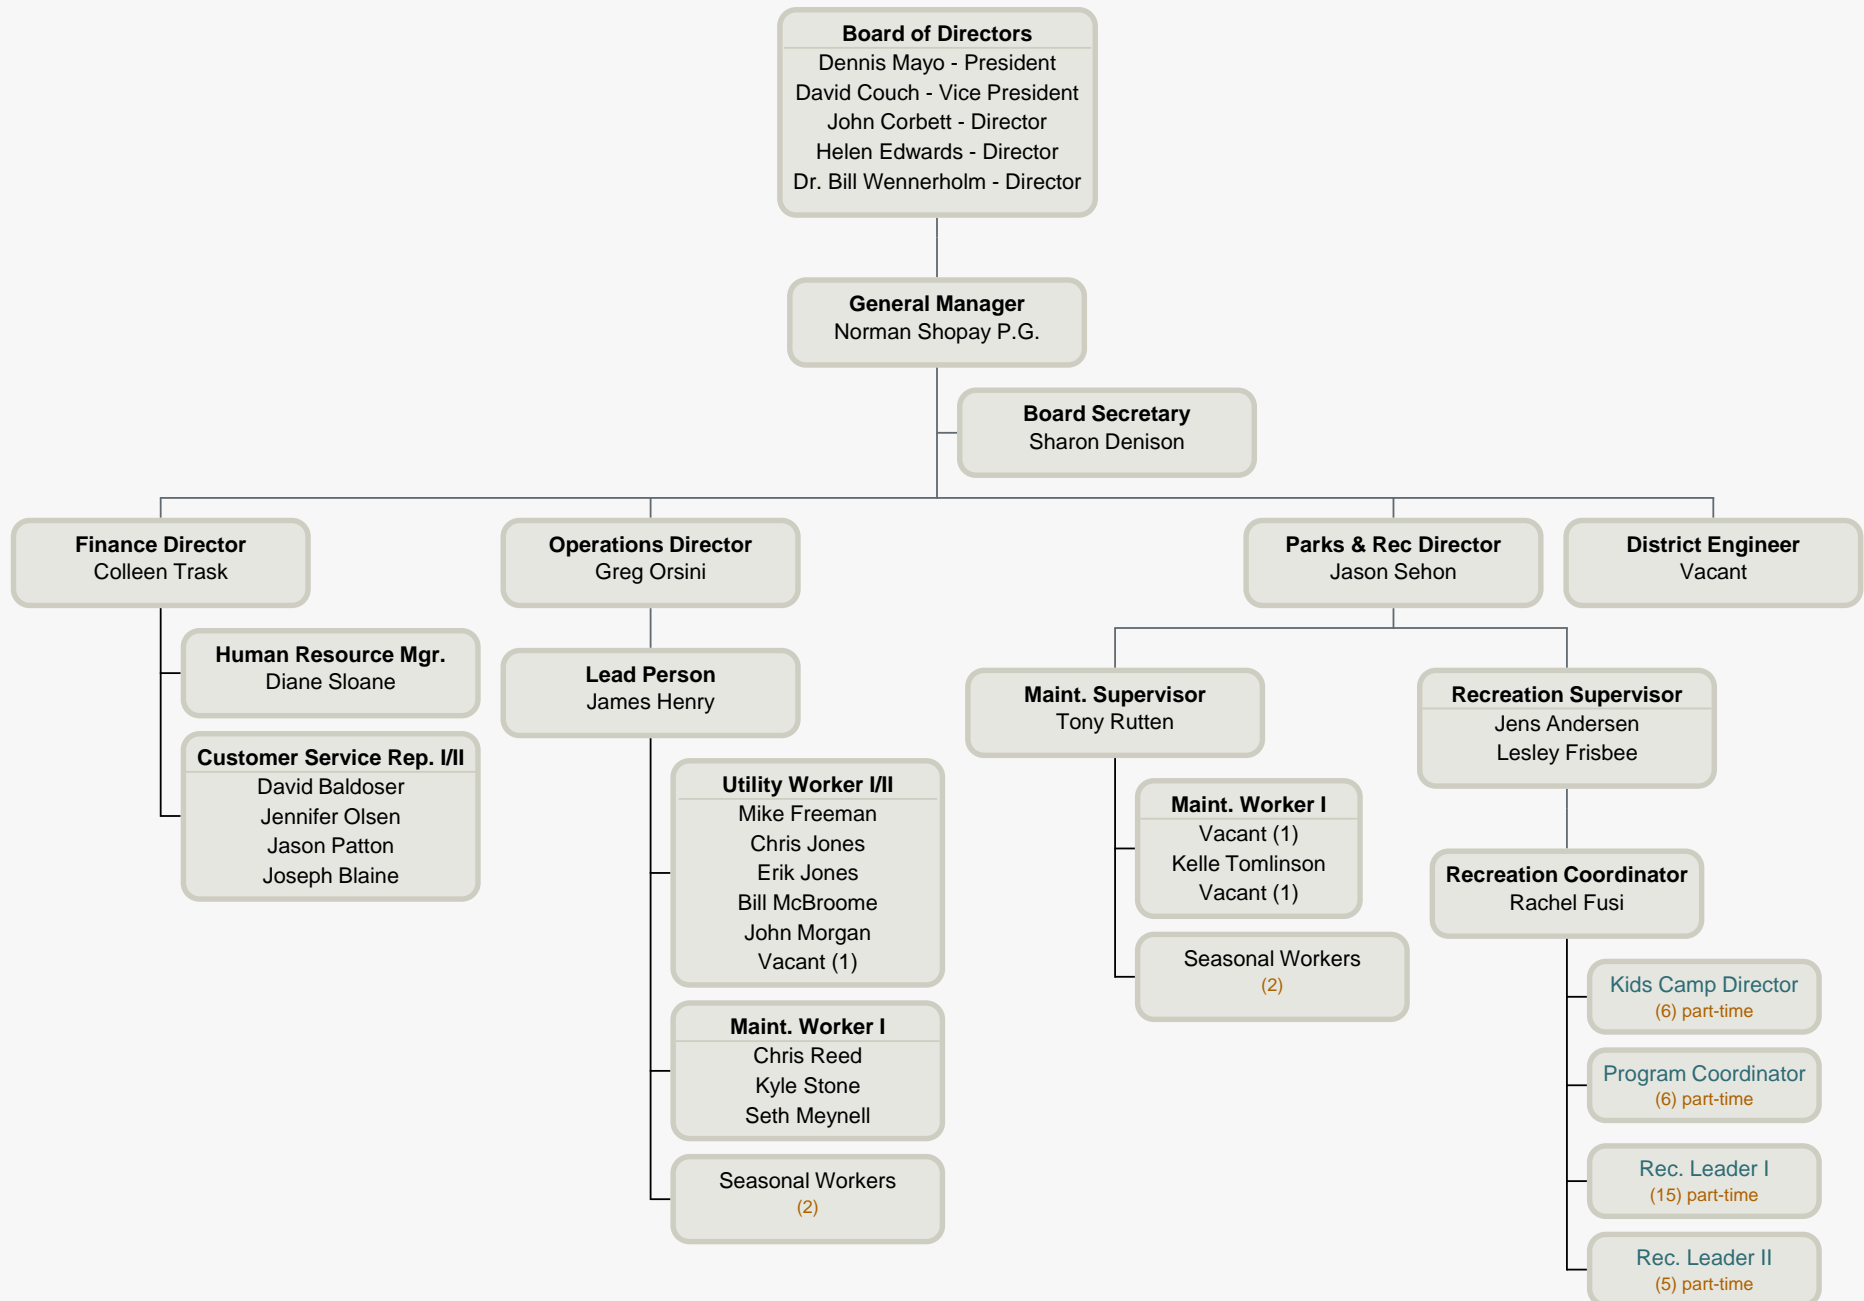 Board of Directors
Dennis Mayo - President
David Couch - Vice President
John Corbett - Director
Helen Edwards - Director
Dr. Bill Wennerholm - Director
General Manager
Norman Shopay P.G.
Board Secretary
Sharon Denison
Finance Director
Colleen Trask
Human Resource Mgr.
Diane Sloane
Customer Service Rep. I/II
David Baldoser
Jennifer Olsen
Jason Patton
Joseph Blaine
Operations Director
Greg Orsini
Lead Person
James Henry
Utility Worker I/II
Mike Freeman
Chris Jones
Erik Jones
Bill McBroome
John Morgan
Vacant (1)
Maint. Worker I
Chris Reed
Kyle Stone
Seth Meynell
Seasonal Workers
(2)
Parks & Rec Director
Jason Sehon
Maint. Supervisor
Tony Rutten
Maint. Worker I
Vacant (1)
Kelle Tomlinson
Vacant (1)
Seasonal Workers
(2)
Recreation Supervisor
Jens Andersen
Lesley Frisbee
Recreation Coordinator
Rachel Fusi
Kids Camp Director
(6) part-time
Program Coordinator
(6) part-time
Rec. Leader I
(15) part-time
Rec. Leader II
(5) part-time
District Engineer
Vacant